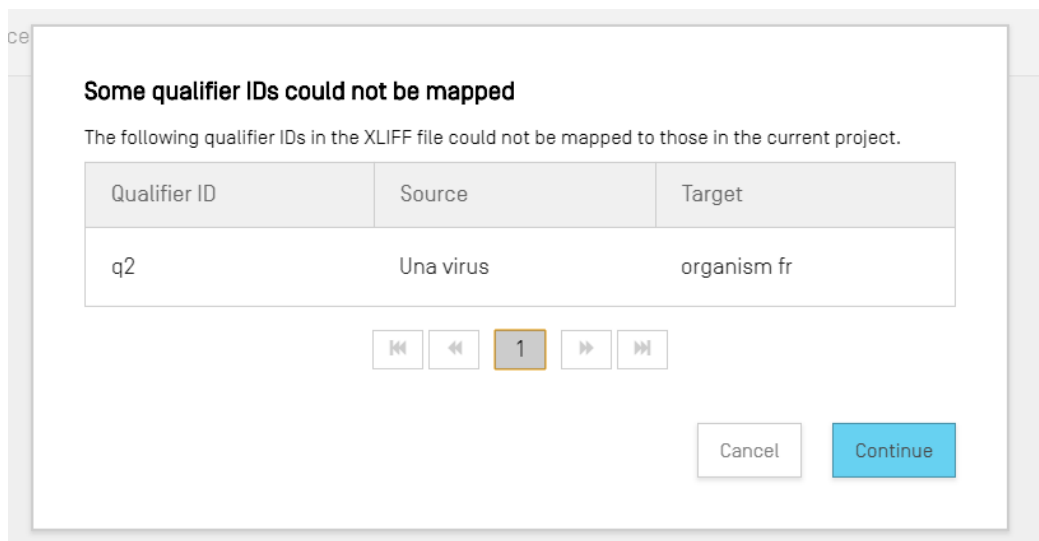 ce
Some qualifier IDs could not be mapped
The following qualifier IDs in the XLIFF file could not be mapped to those in the current project.
Qualifier ID Source Target
q2 Una virus organism fr
1
Cancel Continue